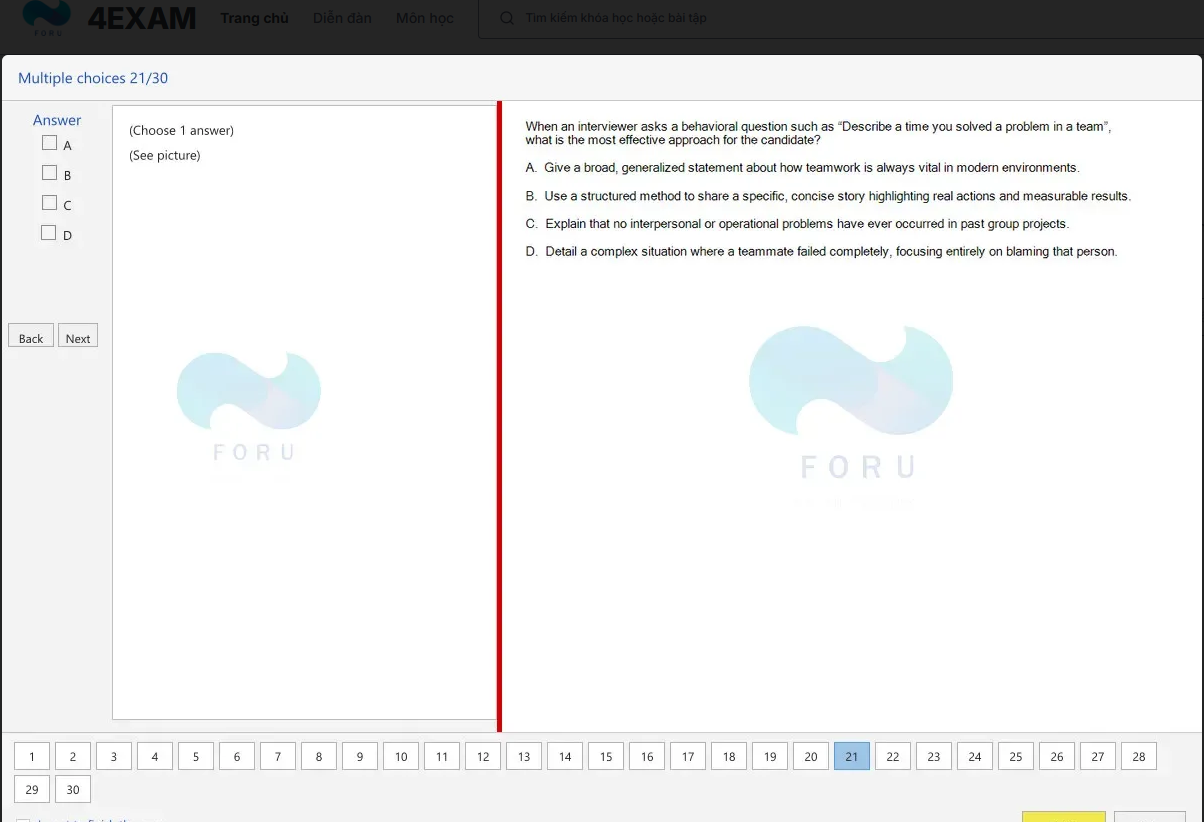 FORU
4EXAM
Trang chủ
Diễn đàn
Môn học
Tìm kiếm khóa học hoặc bài tập
Multiple choices 21/30
Answer
A
B
C
D
Back
Next
(Choose 1 answer)
(See picture)
FORU
When an interviewer asks a behavioral question such as “Describe a time you solved a problem in a team”,
what is the most effective approach for the candidate?
A. Give a broad, generalized statement about how teamwork is always vital in modern environments.
B. Use a structured method to share a specific, concise story highlighting real actions and measurable results.
C. Explain that no interpersonal or operational problems have ever occurred in past group projects.
D. Detail a complex situation where a teammate failed completely, focusing entirely on blaming that person.
FORU
1 2 3 4 5 6 7 8 9 10 11 12 13 14 15 16 17 18 19 20 21 22 23 24 25 26 27 28
29 30